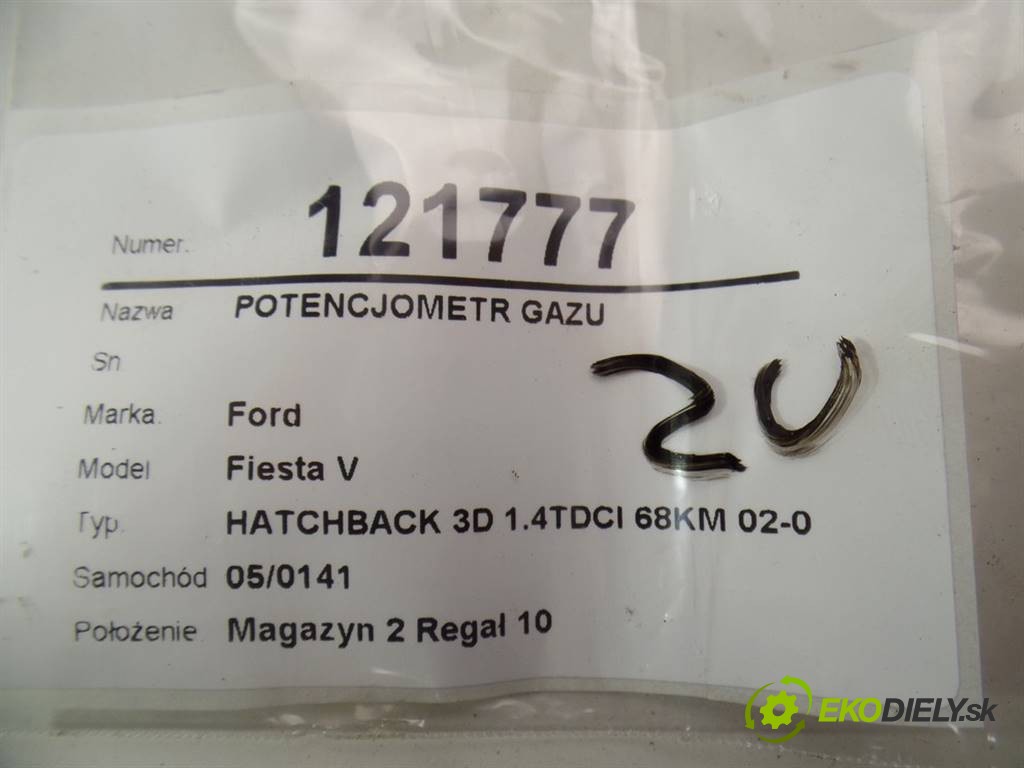 Numer. 121777
Nazwa POTENCJOMETR GAZU
Sn
Marka. Ford
Model Fiesta V
Typ. HATCHBACK 3D 1.4TDCI 68KM 02-0
Samochód 05/0141
Położenie Magazyn 2 Regał 10
20
EKODIELY.sk